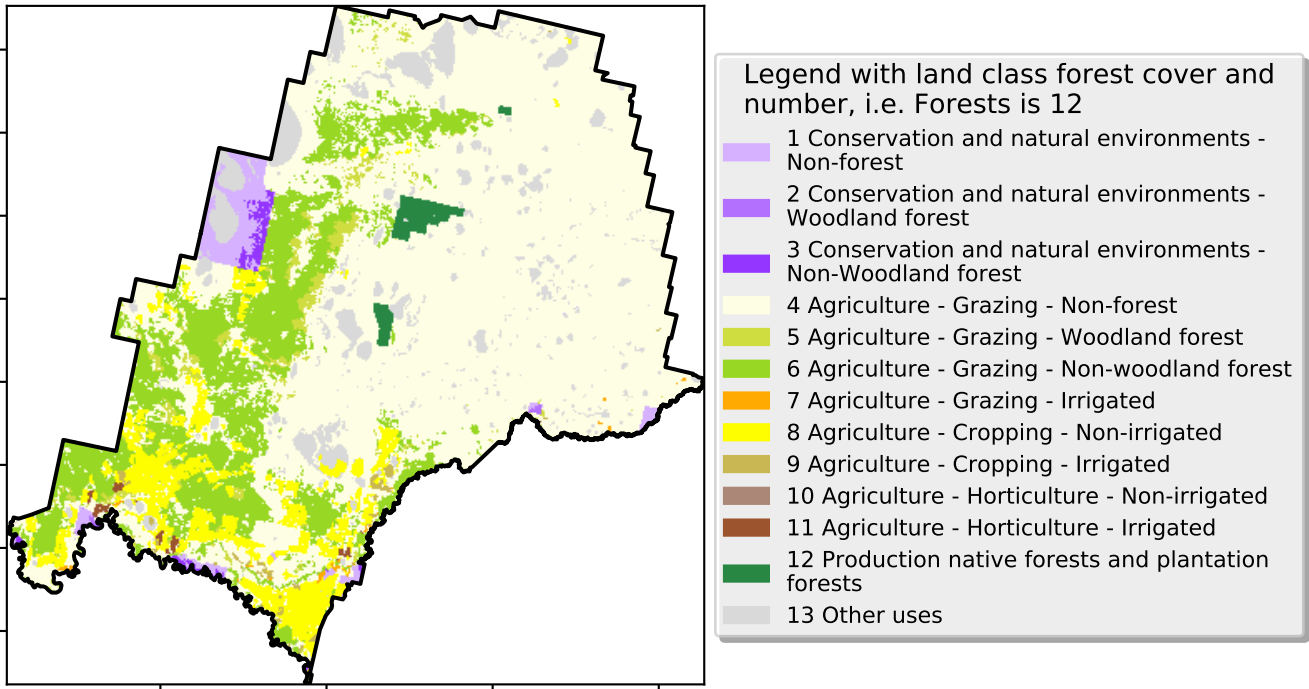 Legend with land class forest cover and
number, i.e. Forests is 12
1 Conservation and natural environments -
Non-forest
2 Conservation and natural environments -
Woodland forest
3 Conservation and natural environments -
Non-Woodland forest
4 Agriculture - Grazing - Non-forest
5 Agriculture - Grazing - Woodland forest
6 Agriculture - Grazing - Non-woodland forest
7 Agriculture - Grazing - Irrigated
8 Agriculture - Cropping - Non-irrigated
9 Agriculture - Cropping - Irrigated
10 Agriculture - Horticulture - Non-irrigated
11 Agriculture - Horticulture - Irrigated
12 Production native forests and plantation
forests
13 Other uses